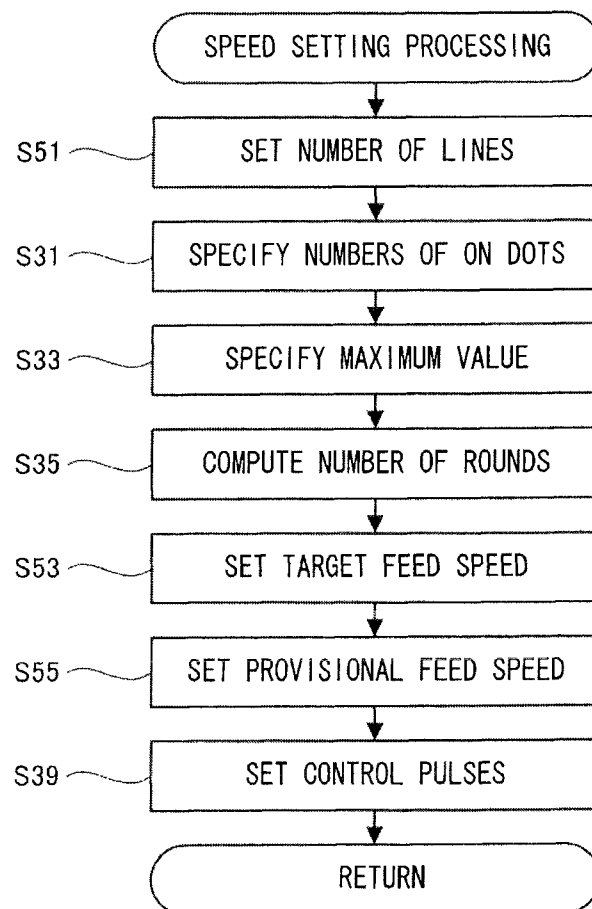 SPEED SETTING PROCESSING
S51 SET NUMBER OF LINES
S31 SPECIFY NUMBERS OF ON DOTS
S33 SPECIFY MAXIMUM VALUE
S35 COMPUTE NUMBER OF ROUNDS
S53 SET TARGET FEED SPEED
S55 SET PROVISIONAL FEED SPEED
S39 SET CONTROL PULSES
RETURN